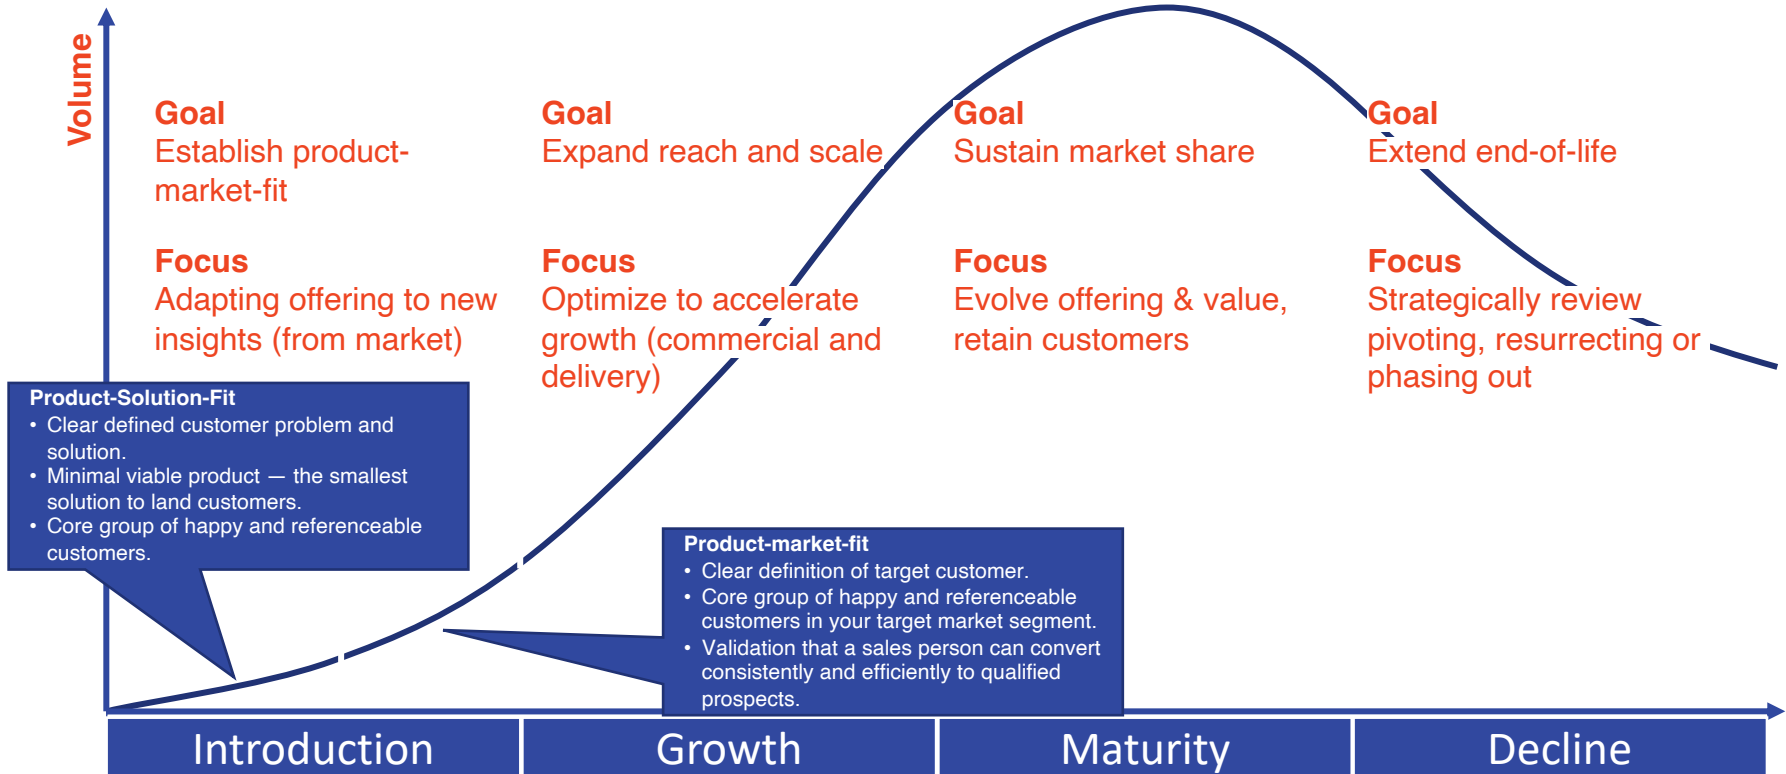 Volume
Goal
Establish product-
market-fit
Focus
Adapting offering to new
insights (from market)
Goal
Expand reach and scale
Focus
Optimize to accelerate
growth (commercial and
delivery)
Goal
Sustain market share
Focus
Evolve offering & value,
retain customers
Goal
Extend end-of-life
Focus
Strategically review
pivoting, resurrecting or
phasing out
Product-Solution-Fit
• Clear defined customer problem and
solution.
• Minimal viable product — the smallest
solution to land customers.
• Core group of happy and referenceable
customers.
Product-market-fit
• Clear definition of target customer.
• Core group of happy and referenceable
customers in your target market segment.
• Validation that a sales person can convert
consistently and efficiently to qualified
prospects.
Introduction
Growth
Maturity
Decline